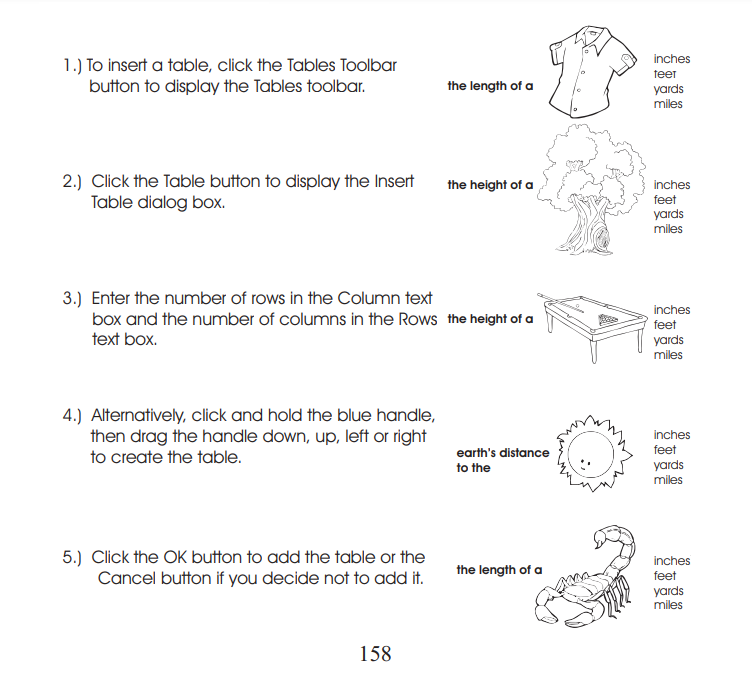 1.) To insert a table, click the Tables Toolbar
button to display the Tables toolbar.
the length of a
inches
feet
yards
miles
2.) Click the Table button to display the Insert
Table dialog box.
the height of a
inches
feet
yards
miles
3.) Enter the number of rows in the Column text
box and the number of columns in the Rows
text box.
the height of a
inches
feet
yards
miles
4.) Alternatively, click and hold the blue handle,
then drag the handle down, up, left or right
to create the table.
earth's distance
to the
inches
feet
yards
miles
5.) Click the OK button to add the table or the
Cancel button if you decide not to add it.
the length of a
inches
feet
yards
miles
158